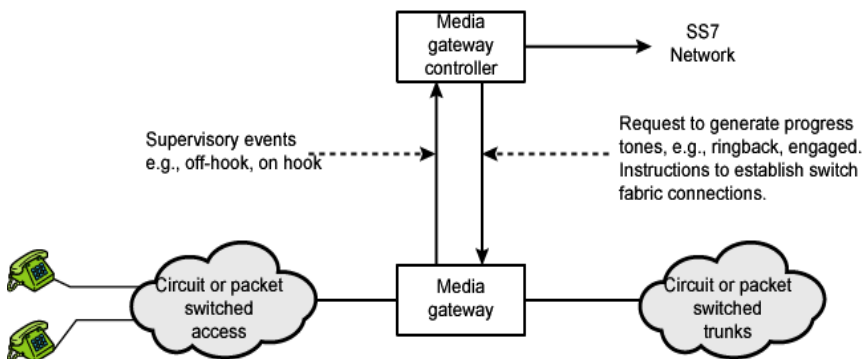 Media
gateway
controller
SS7
Network
Supervisory events
e.g., off-hook, on hook
Request to generate progress
tones, e.g., ringback, engaged.
Instructions to establish switch
fabric connections.
Circuit or packet
switched
access
Media
gateway
Circuit or packet
switched
trunks